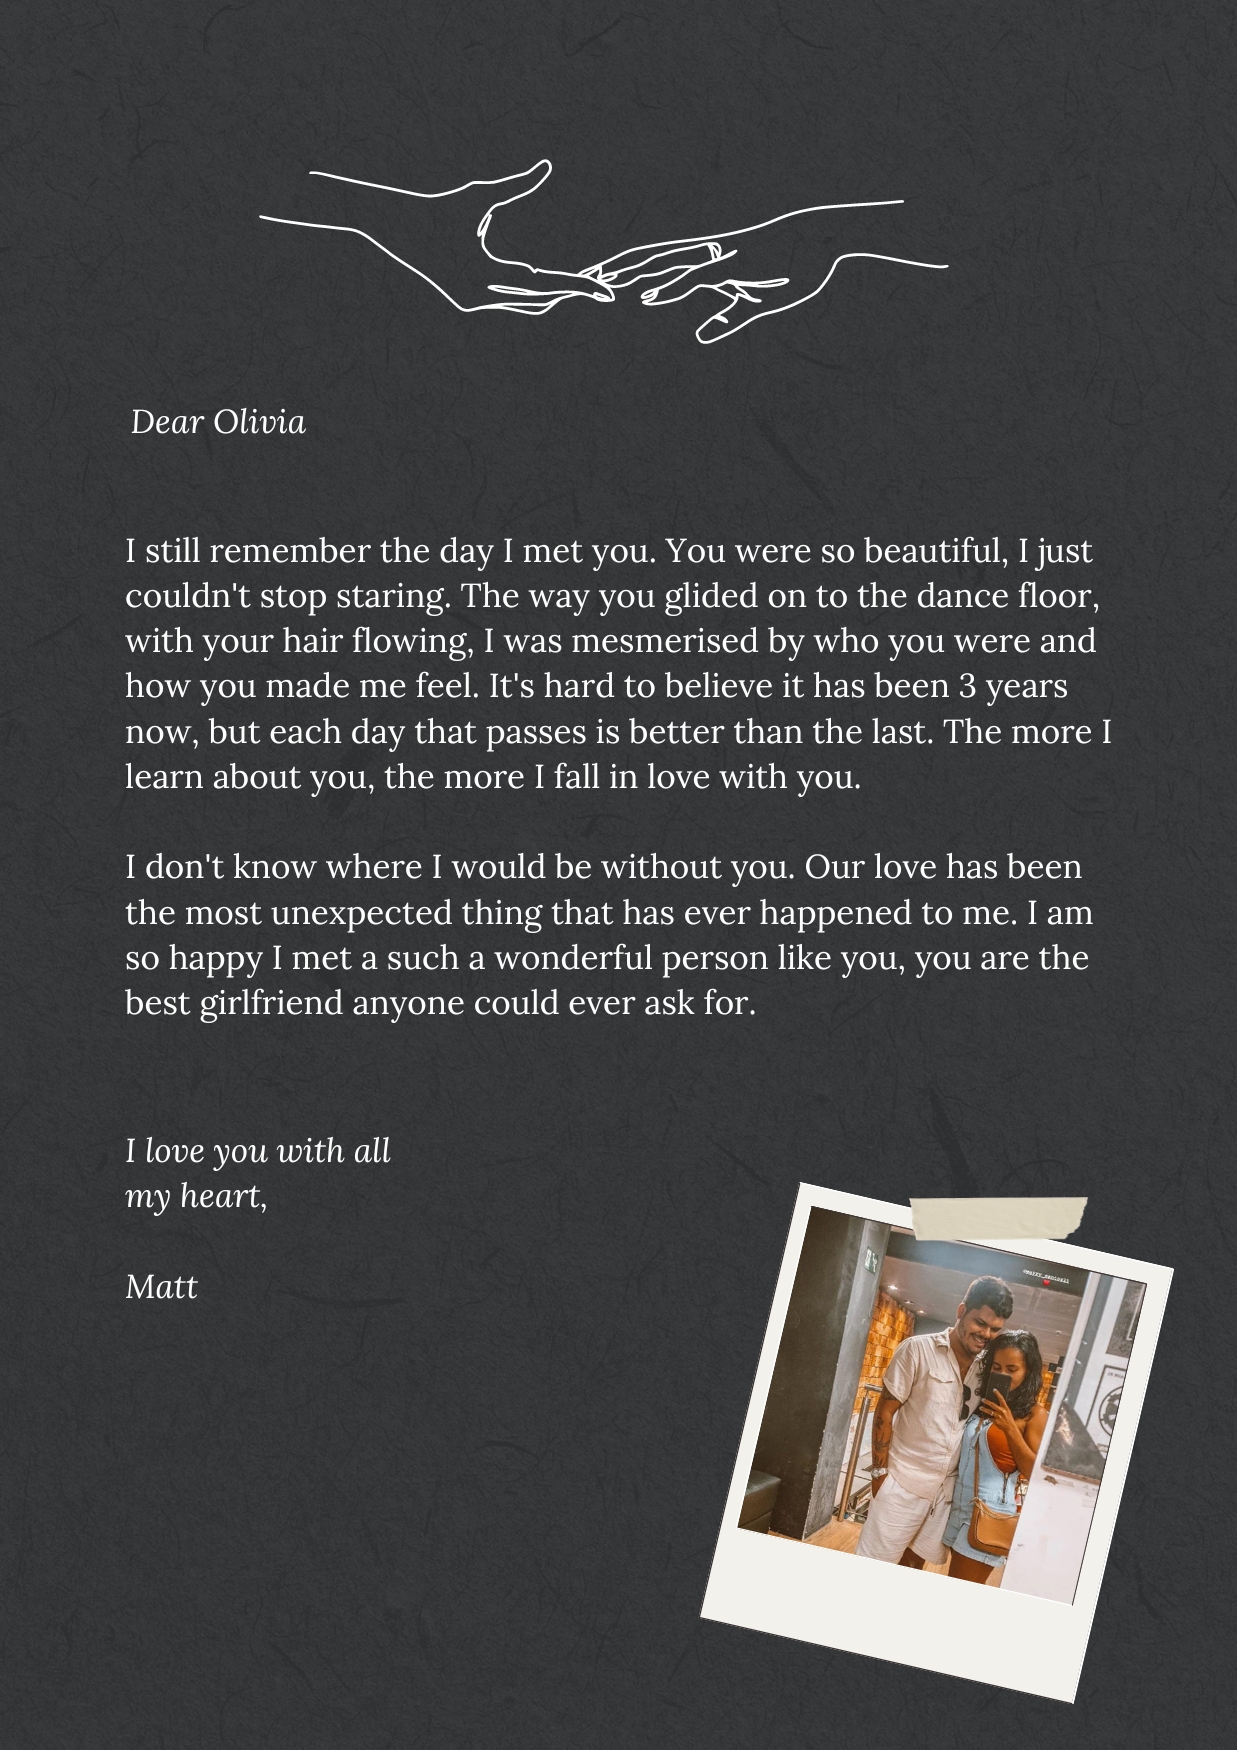 Dear Olivia
I still remember the day I met you. You were so beautiful, I just
couldn't stop staring. The way you glided on to the dance floor,
with your hair flowing, I was mesmerised by who you were and
how you made me feel. It's hard to believe it has been 3 years
now, but each day that passes is better than the last. The more I
learn about you, the more I fall in love with you.
I don't know where I would be without you. Our love has been
the most unexpected thing that has ever happened to me. I am
so happy I met a such a wonderful person like you, you are the
best girlfriend anyone could ever ask for.
I love you with all
my heart,
Matt